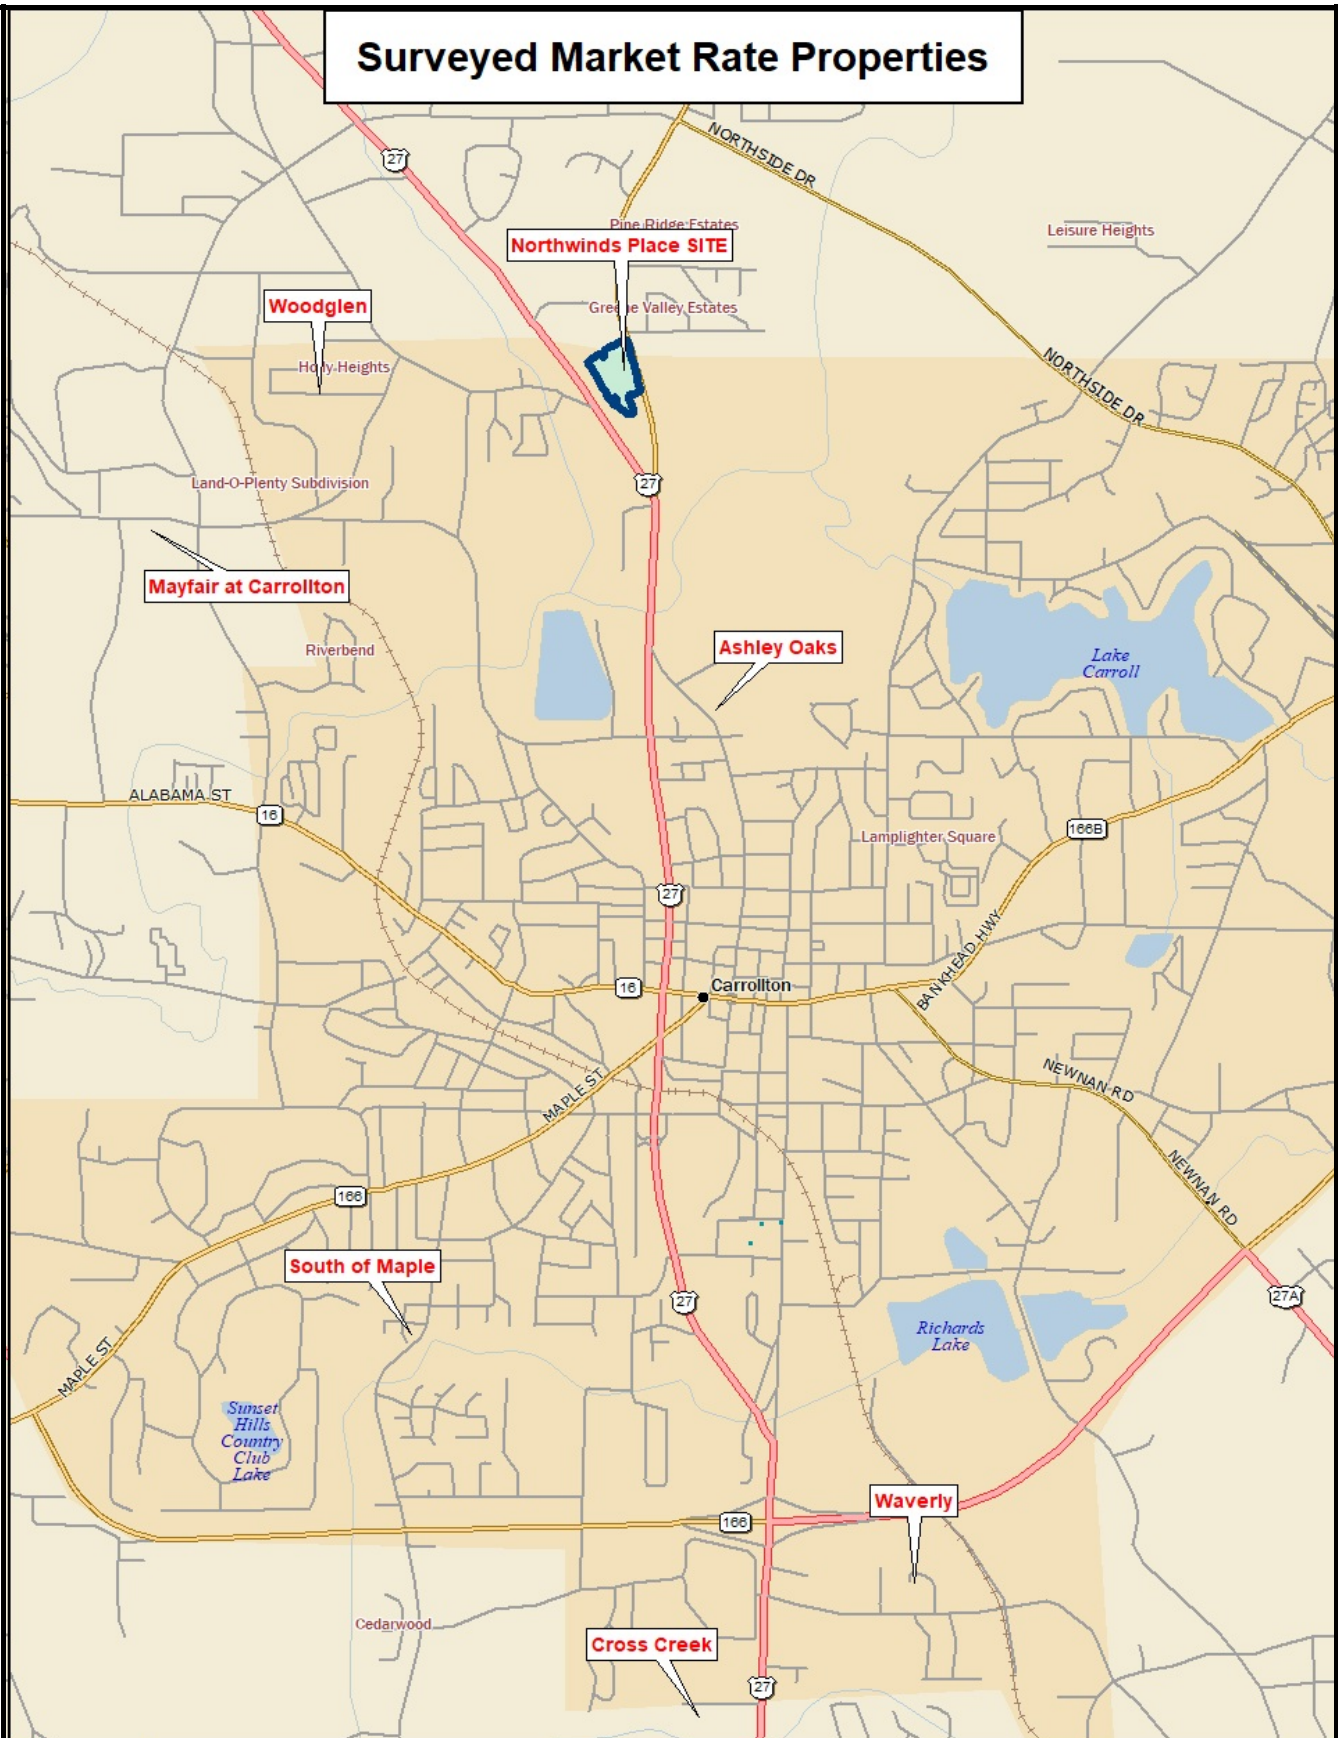 Surveyed Market Rate Properties
27
NORTHSIDE DR
Pine Ridge Estates
Northwinds Place SITE
Leisure Heights
Woodglen
Greene Valley Estates
Holly Heights
NORTHSIDE DR
Land-O-Plenty Subdivision
27
Mayfair at Carrollton
Riverbend
Ashley Oaks
Lake
Carroll
ALABAMA ST
16
166B
Lamplighter Square
27
BANKHEAD HWY
16
Carrollton
MAPLE ST
NEWNAN RD
NEWNAN RD
166
South of Maple
27
27A
Richards
Lake
MAPLE ST
Sunset
Hills
Country
Club
Lake
Waverly
166
Cedarwood
Cross Creek
27